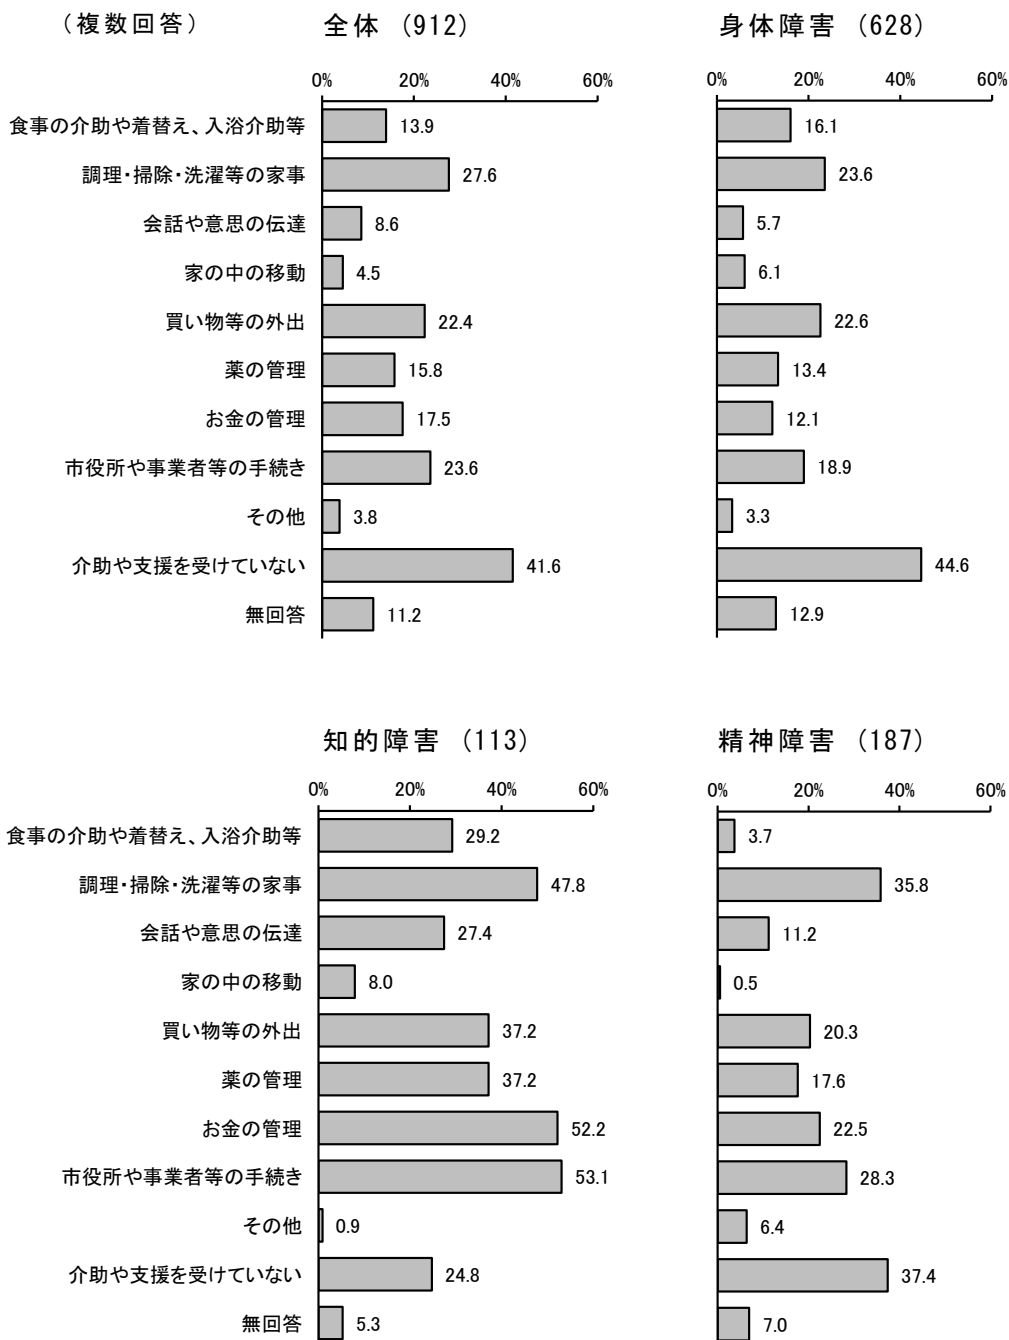 （複数回答）
全体（912）
身体障害（628）
0% 20% 40% 60%
0% 20% 40% 60%
食事の介助や着替え、入浴介助等 13.9 16.1
調理・掃除・洗濯等の家事 27.6 23.6
会話や意思の伝達 8.6 5.7
家の中の移動 4.5 6.1
買い物等の外出 22.4 22.6
薬の管理 15.8 13.4
お金の管理 17.5 12.1
市役所や事業者等の手続き 23.6 18.9
その他 3.8 3.3
介助や支援を受けていない 41.6 44.6
無回答 11.2 12.9
知的障害（113）
精神障害（187）
0% 20% 40% 60%
0% 20% 40% 60%
食事の介助や着替え、入浴介助等 29.2 3.7
調理・掃除・洗濯等の家事 47.8 35.8
会話や意思の伝達 27.4 11.2
家の中の移動 8.0 0.5
買い物等の外出 37.2 20.3
薬の管理 37.2 17.6
お金の管理 52.2 22.5
市役所や事業者等の手続き 53.1 28.3
その他 0.9 6.4
介助や支援を受けていない 24.8 37.4
無回答 5.3 7.0